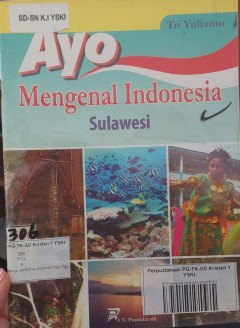 SD-SN K.I YSKI
Tri Yulianto
Ayo
Mengenal Indonesia
Sulawesi
306
PG-TK-SD Kristen 1
YSKI
Perpustakaan PG-TK-SD Kristen 1
YSKI